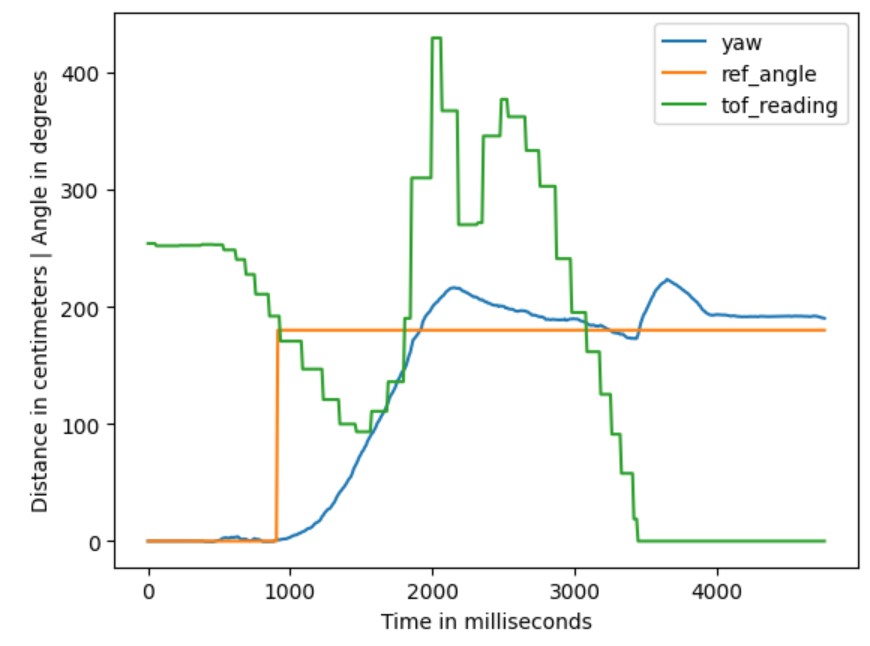 yaw
ref_angle
tof_reading
Distance in centimeters | Angle in degrees
400
300
200
100
0
0 1000 2000 3000 4000
Time in milliseconds